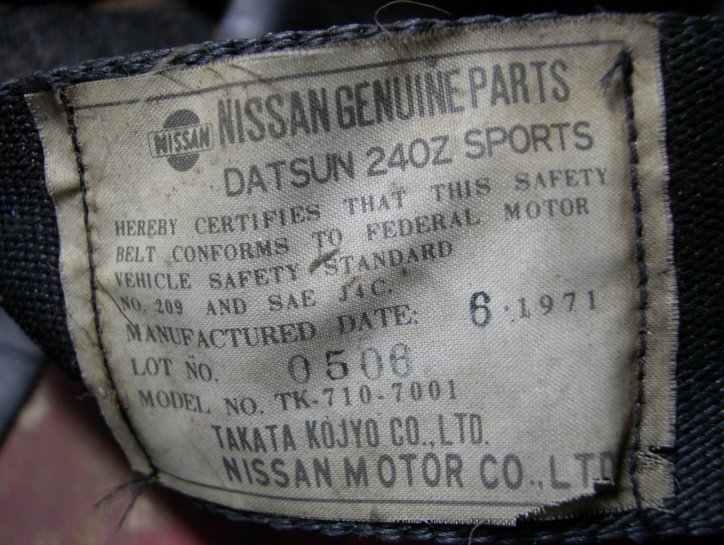 NISSAN
NISSAN GENUINE PARTS
DATSUN 240Z SPORTS
HEREBY CERTIFIES THAT THIS SAFETY
BELT CONFORMS TO FEDERAL MOTOR
VEHICLE SAFETY STANDARD
NO. 209 AND SAE J4C.
MANUFACTURED DATE: 6·1971
LOT NO. 0506
MODEL NO. TK-710-7001
TAKATA KOJYO CO.,LTD.
NISSAN MOTOR CO.,LTD